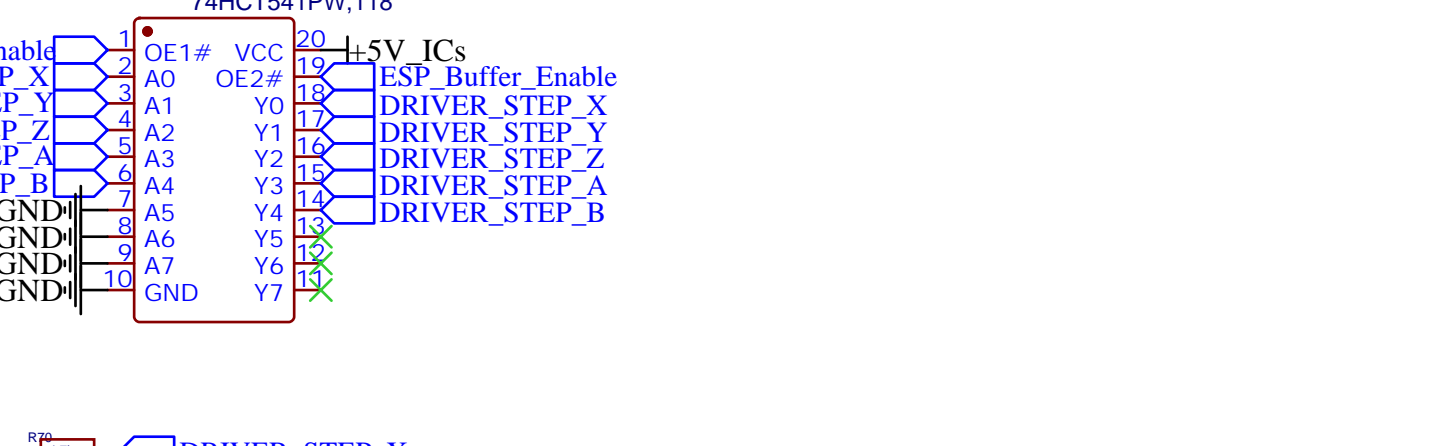 74HCT541PW,118
1 OE1# VCC 20 +5V_ICs
2 A0 OE2# 19 ESP_Buffer_Enable
3 A1 Y0 18 DRIVER_STEP_X
4 A2 Y1 17 DRIVER_STEP_Y
5 A3 Y2 16 DRIVER_STEP_Z
6 A4 Y3 15 DRIVER_STEP_A
GND 7 A5 Y4 14 DRIVER_STEP_B
GND 8 A6 Y5 13
GND 9 A7 Y6 12
GND 10 GND Y7 11
R70
DRIVER_STEP_X